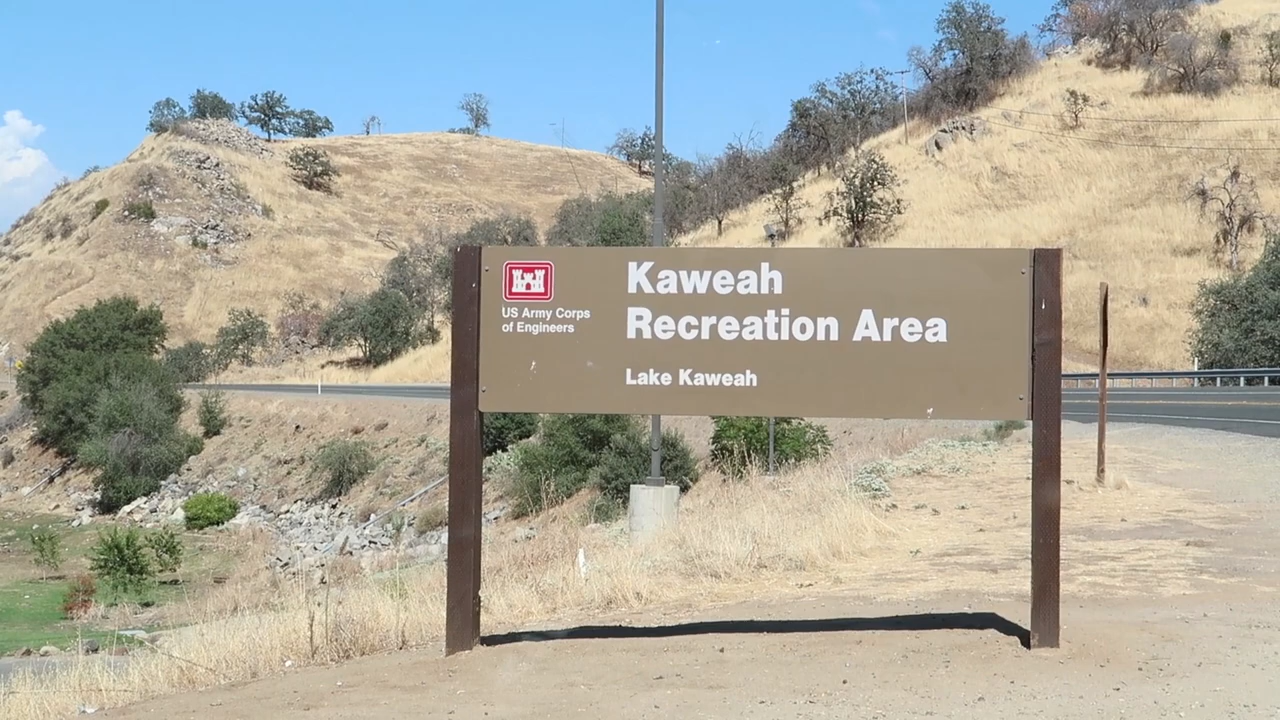 US Army Corps
of Engineers
Kaweah
Recreation Area
Lake Kaweah